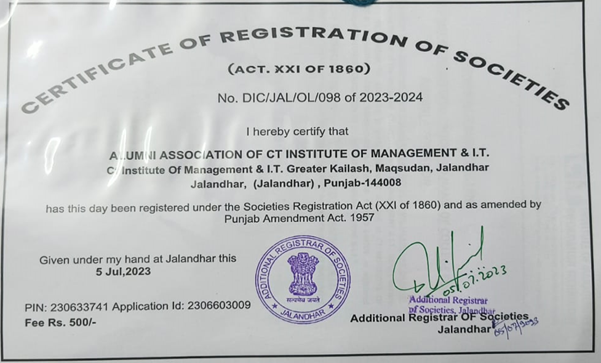 CERTIFICATE OF REGISTRATION OF SOCIETIES
(ACT. XXI OF 1860)
No. DIC/JAL/OL/098 of 2023-2024
I hereby certify that
ALUMNI ASSOCIATION OF CT INSTITUTE OF MANAGEMENT & I.T.
CT Institute Of Management & I.T. Greater Kailash, Maqsudan, Jalandhar
Jalandhar, (Jalandhar) , Punjab-144008
has this day been registered under the Societies Registration Act (XXI of 1860) and as amended by
Punjab Amendment Act. 1957
Given under my hand at Jalandhar this
5 Jul,2023
ADDITIONAL REGISTRAR OF SOCIETIES
सत्यमेव जयते
JALANDHAR
05.07.2023
Additional Registrar
of Societies, Jalandhar
PIN: 230633741 Application Id: 2306603009
Fee Rs. 500/-
Additional Registrar OF Societies
Jalandhar
05/07/2023